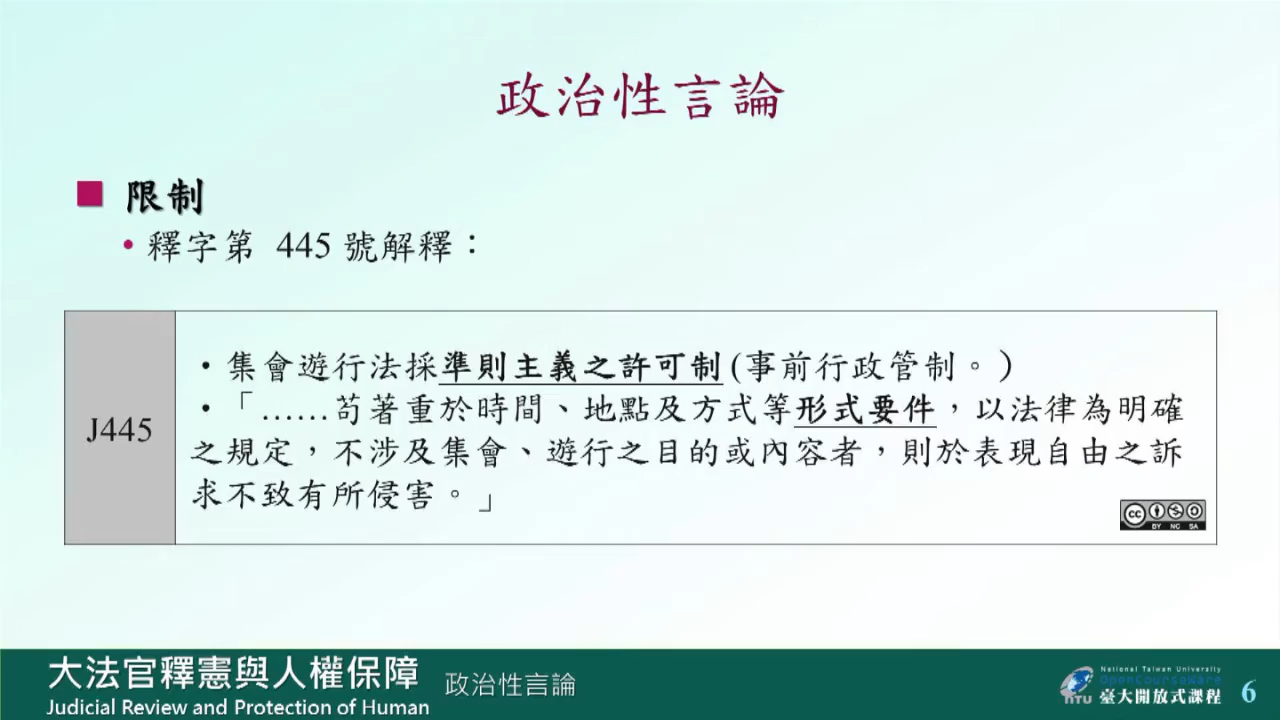 政治性言論
■ 限制
• 釋字第 445 號解釋：
J445
• 集會遊行法採準則主義之許可制(事前行政管制。)
• 「……苟著重於時間、地點及方式等形式要件，以法律為明確
之規定，不涉及集會、遊行之目的或內容者，則於表現自由之訴
求不致有所侵害。」
cc BY NC SA
大法官釋憲與人權保障 政治性言論
Judicial Review and Protection of Human
National Taiwan University
OpenCourseWare
NTU 臺大開放式課程 6